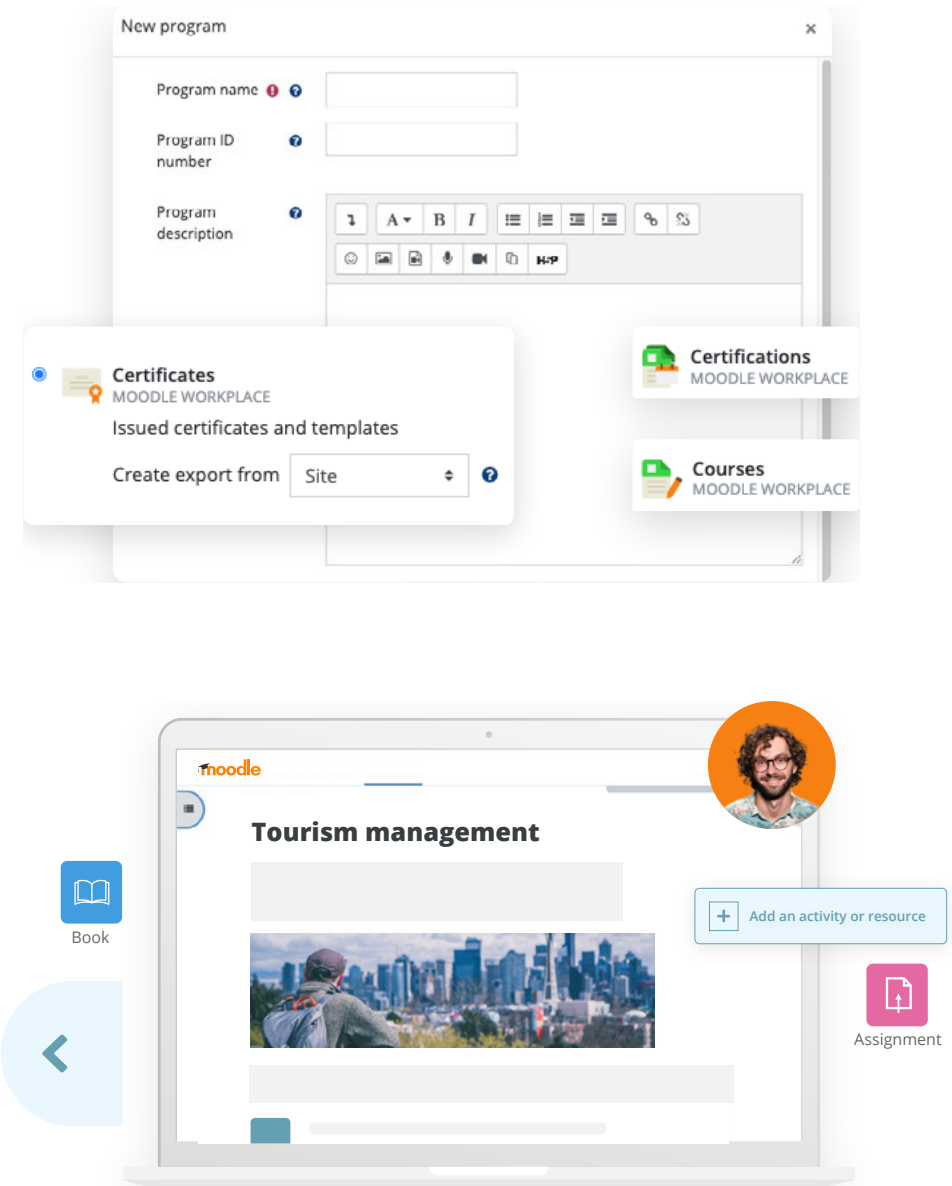 New program
Program name
Program ID
number
Program
description
A
B
I
H5P
Certificates
MOODLE WORKPLACE
Issued certificates and templates
Create export from
Site
Certifications
MOODLE WORKPLACE
Courses
MOODLE WORKPLACE
moodle
Tourism management
Book
Add an activity or resource
Assignment